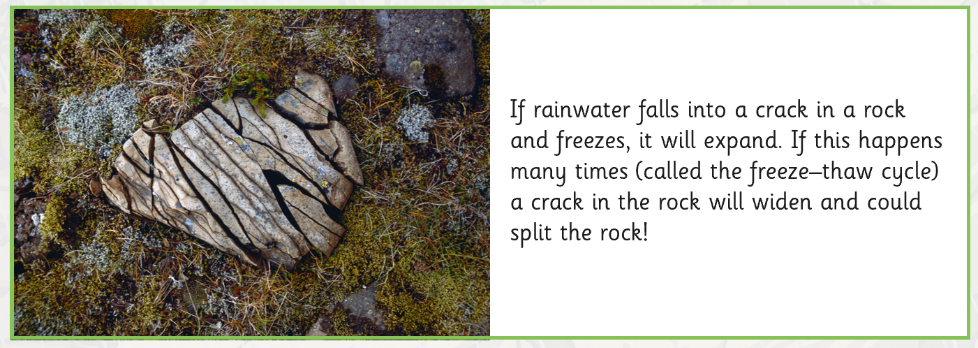 If rainwater falls into a crack in a rock
and freezes, it will expand. If this happens
many times (called the freeze–thaw cycle)
a crack in the rock will widen and could
split the rock!